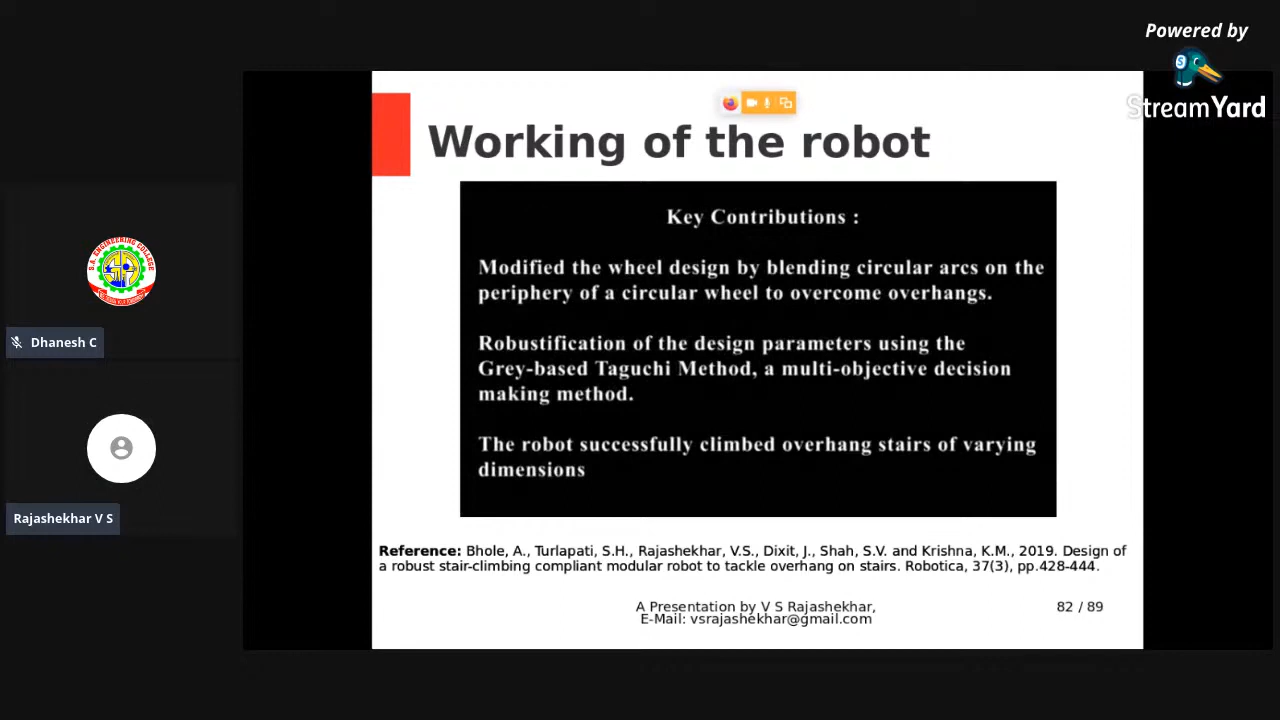 Powered by
StreamYard
Working of the robot
Key Contributions :
Modified the wheel design by blending circular arcs on the
periphery of a circular wheel to overcome overhangs.
Robustification of the design parameters using the
Grey-based Taguchi Method, a multi-objective decision
making method.
The robot successfully climbed overhang stairs of varying
dimensions
Reference: Bhole, A., Turlapati, S.H., Rajashekhar, V.S., Dixit, J., Shah, S.V. and Krishna, K.M., 2019. Design of
a robust stair-climbing compliant modular robot to tackle overhang on stairs. Robotica, 37(3), pp.428-444.
A Presentation by V S Rajashekhar,
E-Mail: vsrajashekhar@gmail.com
82 / 89
S.A. ENGINEERING COLLEGE
Dhanesh C
Rajashekhar V S